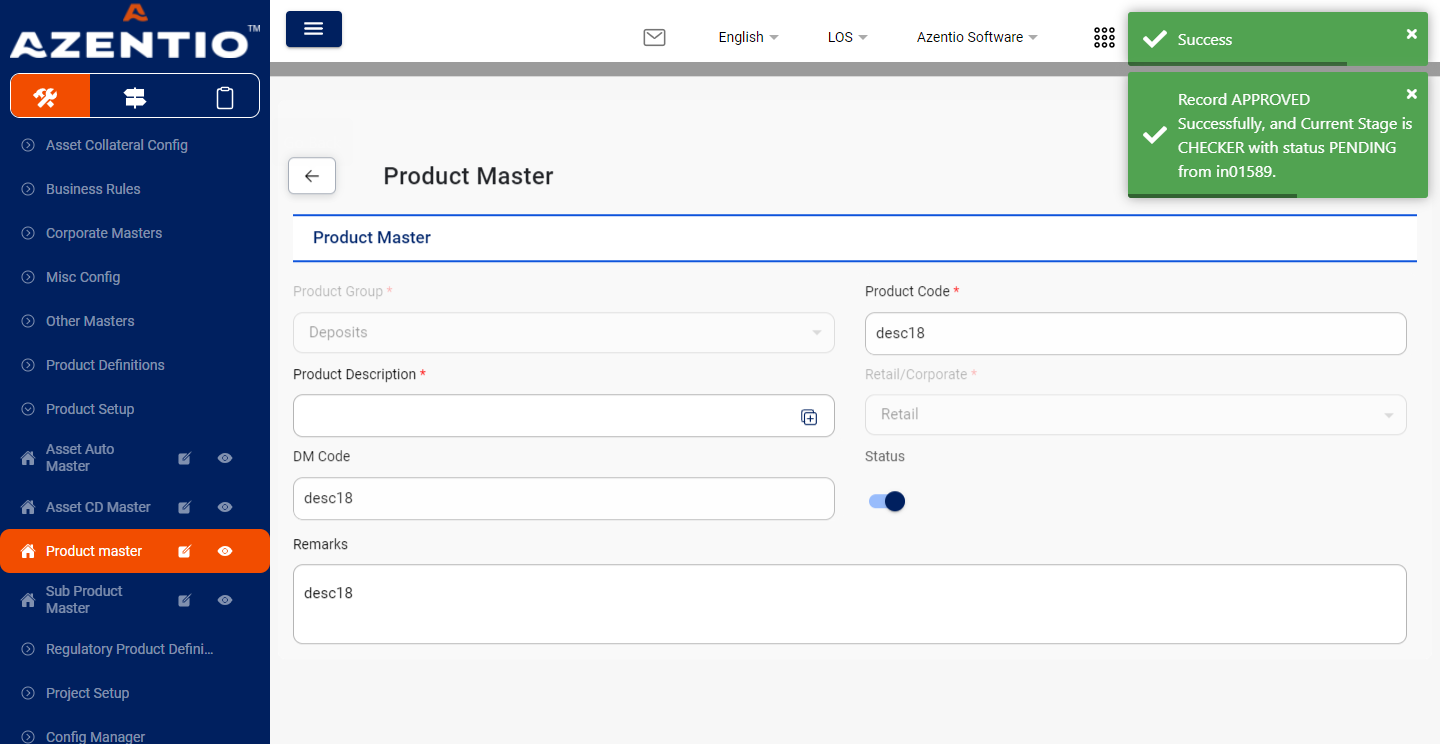 AZENTIO™
English
LOS
Azentio Software
Success
Record APPROVED
Successfully, and Current Stage is
CHECKER with status PENDING
from in01589.
Asset Collateral Config
Business Rules
Corporate Masters
Misc Config
Other Masters
Product Definitions
Product Setup
Asset Auto
Master
Asset CD Master
Product master
Sub Product
Master
Regulatory Product Defini...
Project Setup
Config Manager
Product Master
Product Master
Product Group *
Deposits
Product Code *
desc18
Product Description *
Retail/Corporate *
Retail
DM Code
desc18
Status
Remarks
desc18